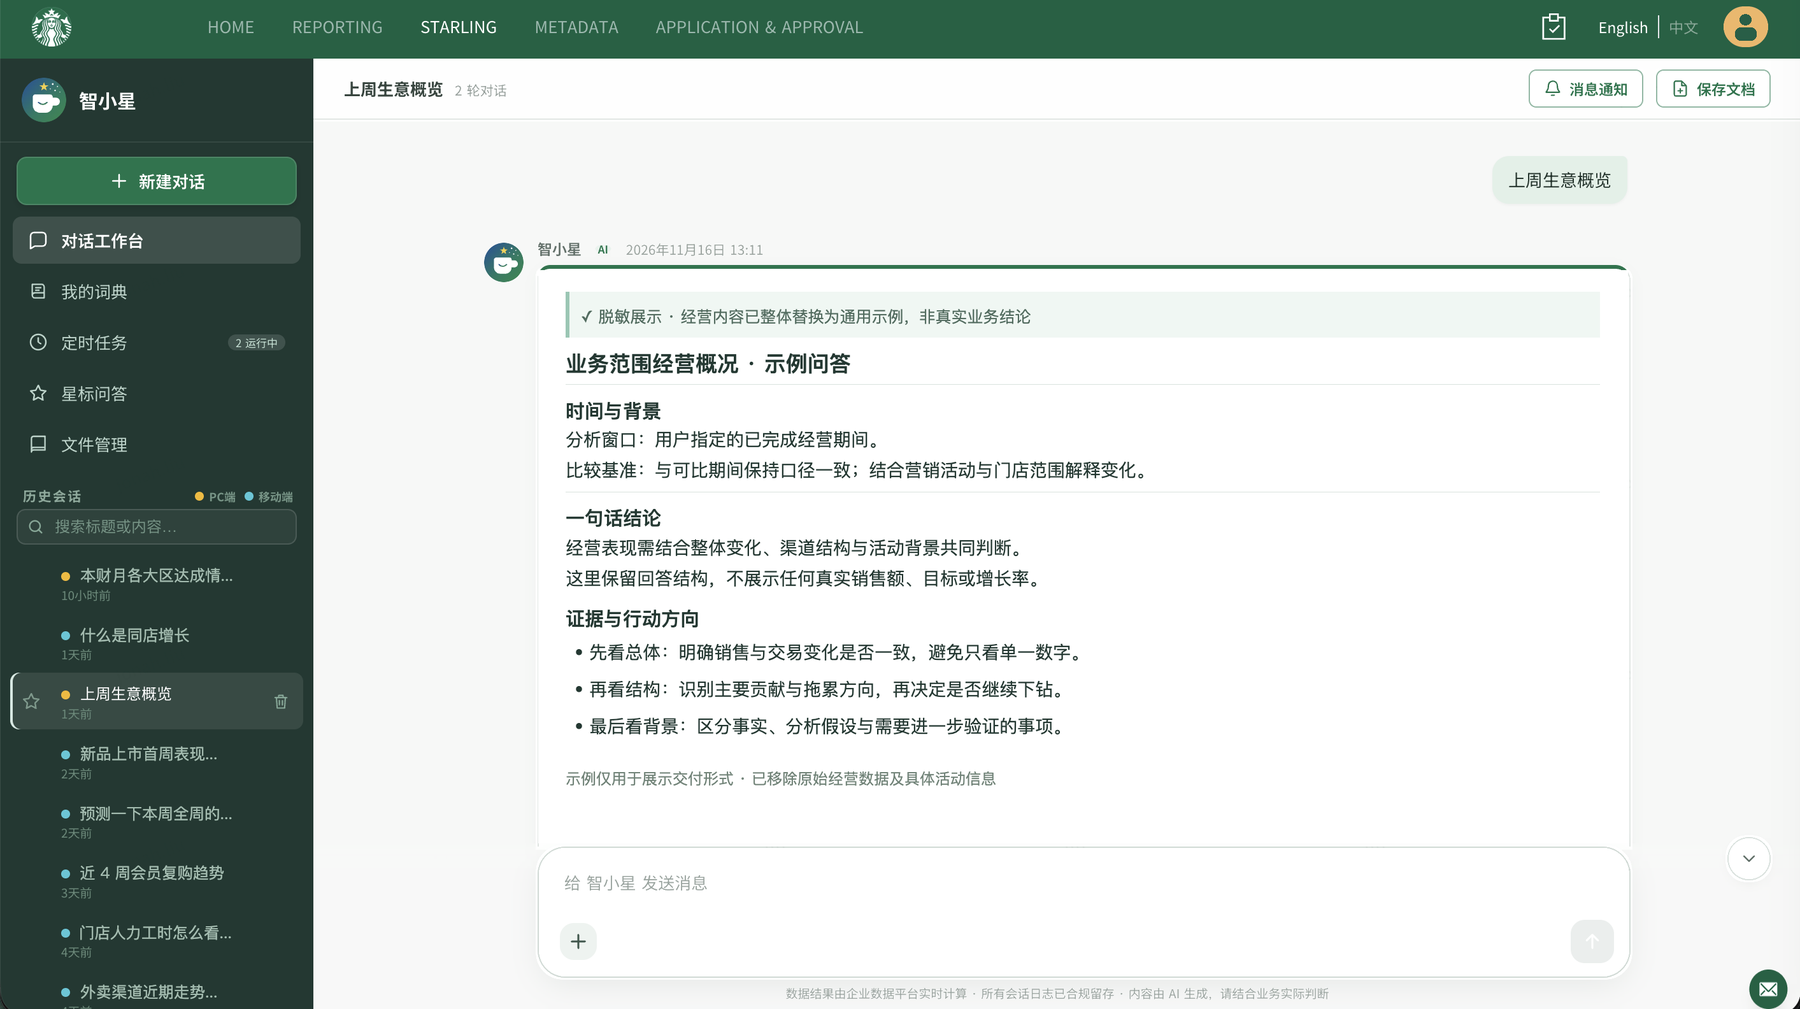 HOME
REPORTING
STARLING
METADATA
APPLICATION & APPROVAL
English
中文
智小星
新建对话
对话工作台
我的词典
定时任务
2 运行中
星标问答
文件管理
历史会话
PC端
移动端
搜索标题或内容…
本财月各大区达成情...
10小时前
什么是同店增长
1天前
上周生意概览
1天前
新品上市首周表现...
2天前
预测一下本周全周的...
2天前
近 4 周会员复购趋势
3天前
门店人力工时怎么看...
4天前
外卖渠道近期走势...
上周生意概览 2 轮对话
消息通知
保存文档
上周生意概览
智小星 AI 2026年11月16日 13:11
✓ 脱敏展示 · 经营内容已整体替换为通用示例，非真实业务结论
业务范围经营概况 · 示例问答
时间与背景
分析窗口：用户指定的已完成经营期间。
比较基准：与可比期间保持口径一致；结合营销活动与门店范围解释变化。
一句话结论
经营表现需结合整体变化、渠道结构与活动背景共同判断。
这里保留回答结构，不展示任何真实销售额、目标或增长率。
证据与行动方向
• 先看总体：明确销售与交易变化是否一致，避免只看单一数字。
• 再看结构：识别主要贡献与拖累方向，再决定是否继续下钻。
• 最后看背景：区分事实、分析假设与需要进一步验证的事项。
示例仅用于展示交付形式 · 已移除原始经营数据及具体活动信息
给 智小星 发送消息
数据结果由企业数据平台实时计算 · 所有会话日志已合规留存 · 内容由 AI 生成，请结合业务实际判断